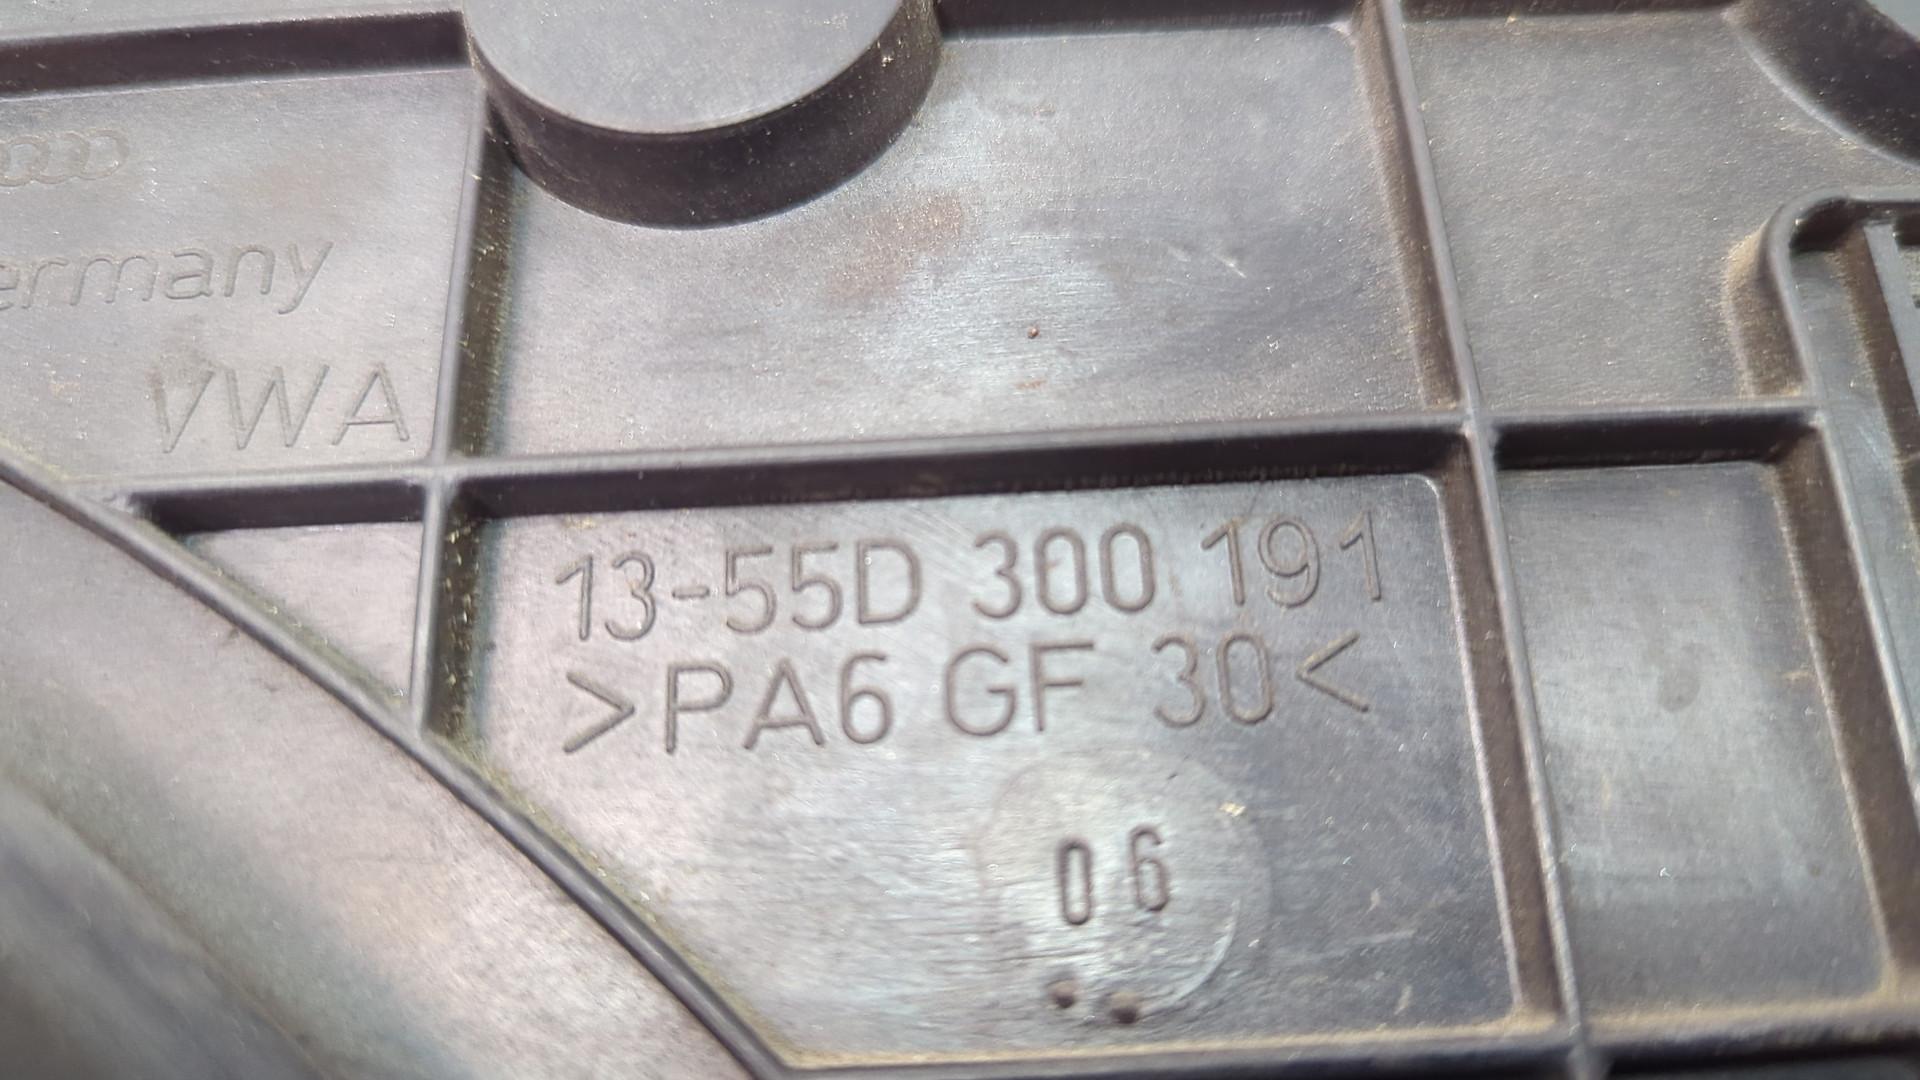 ermany
VWA
13-55D 300 191
>PA6 GF 30<
06